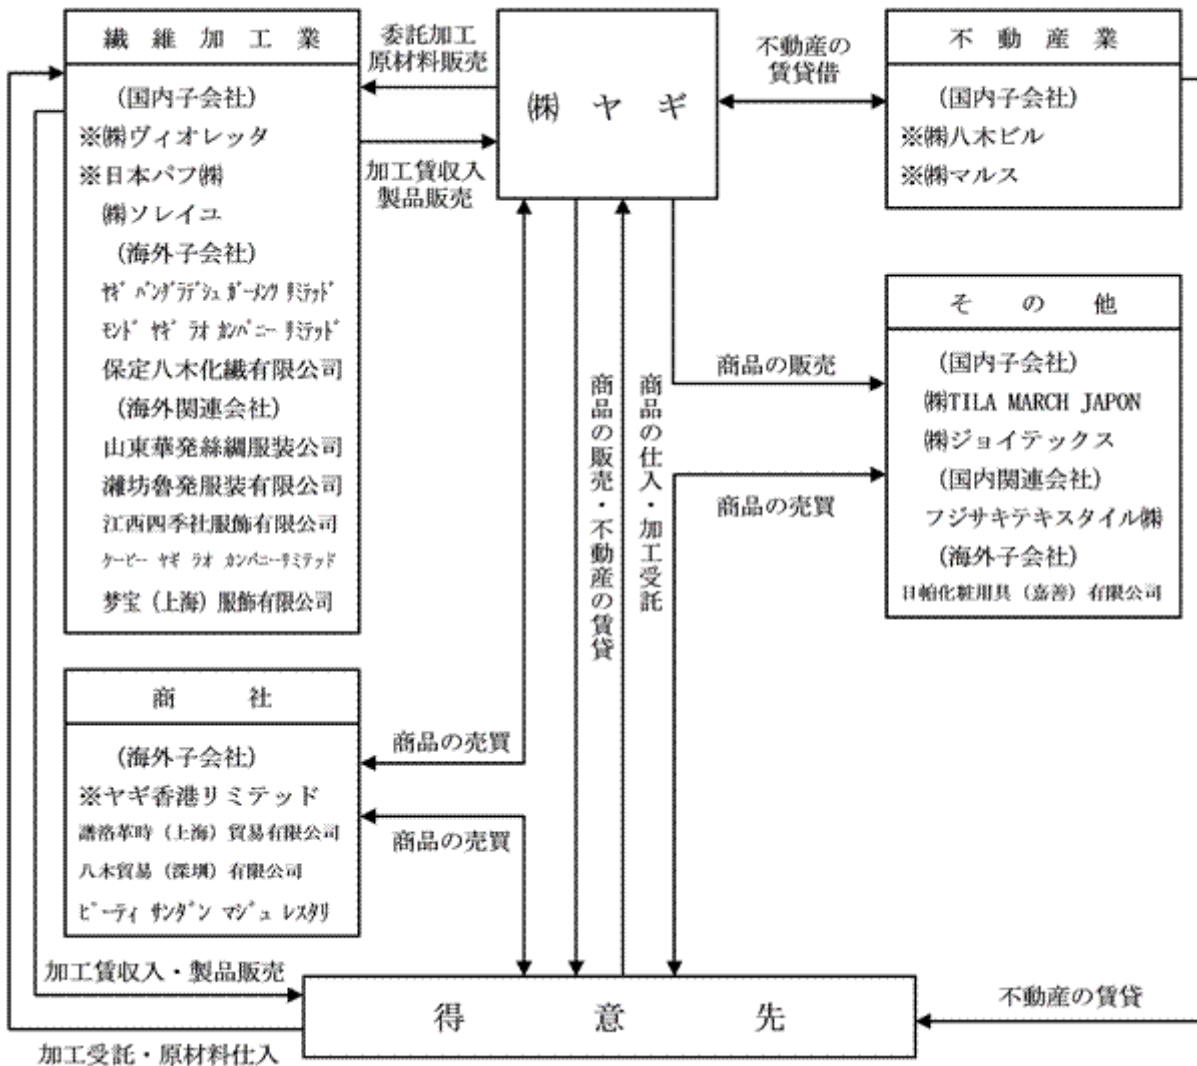 繊維加工業
(国内子会社)
※㈱ヴィオレッタ
※日本パフ㈱
㈱ソレイユ
(海外子会社)
ﾔｷﾞ ﾊﾞﾝｸﾞﾗﾃﾞｼｭ ｶﾞｰﾒﾝﾂ ﾘﾐﾃｯﾄﾞ
ﾓﾝﾄﾞ ﾔｷﾞ ﾗｵ ｶﾝﾊﾟﾆｰ ﾘﾐﾃｯﾄﾞ
保定八木化繊有限公司
(海外関連会社)
山東華発絲綢服装公司
濰坊魯発服装有限公司
江西四季社服飾有限公司
ケービー ヤギ ラオ カンパニーリミテッド
梦宝（上海）服飾有限公司
委託加工
原材料販売
加工賃収入
製品販売
㈱ヤギ
不動産の
賃貸借
不動産業
(国内子会社)
※㈱八木ビル
※㈱マルス
その他
(国内子会社)
㈱TILA MARCH JAPON
㈱ジョイテックス
(国内関連会社)
フジサキテキスタイル㈱
(海外子会社)
日帕化粧用具（嘉善）有限公司
商品の販売
商品の売買
商品の販売・不動産の賃貸
商品の仕入・加工受託
商社
(海外子会社)
※ヤギ香港リミテッド
譜洛革時（上海）貿易有限公司
八木貿易（深圳）有限公司
ﾋﾟｰﾃｨ ｻﾝﾀﾞﾝ ﾏｼﾞｭ ﾚｽﾀﾘ
商品の売買
商品の売買
加工賃収入・製品販売
得意先
不動産の賃貸
加工受託・原材料仕入